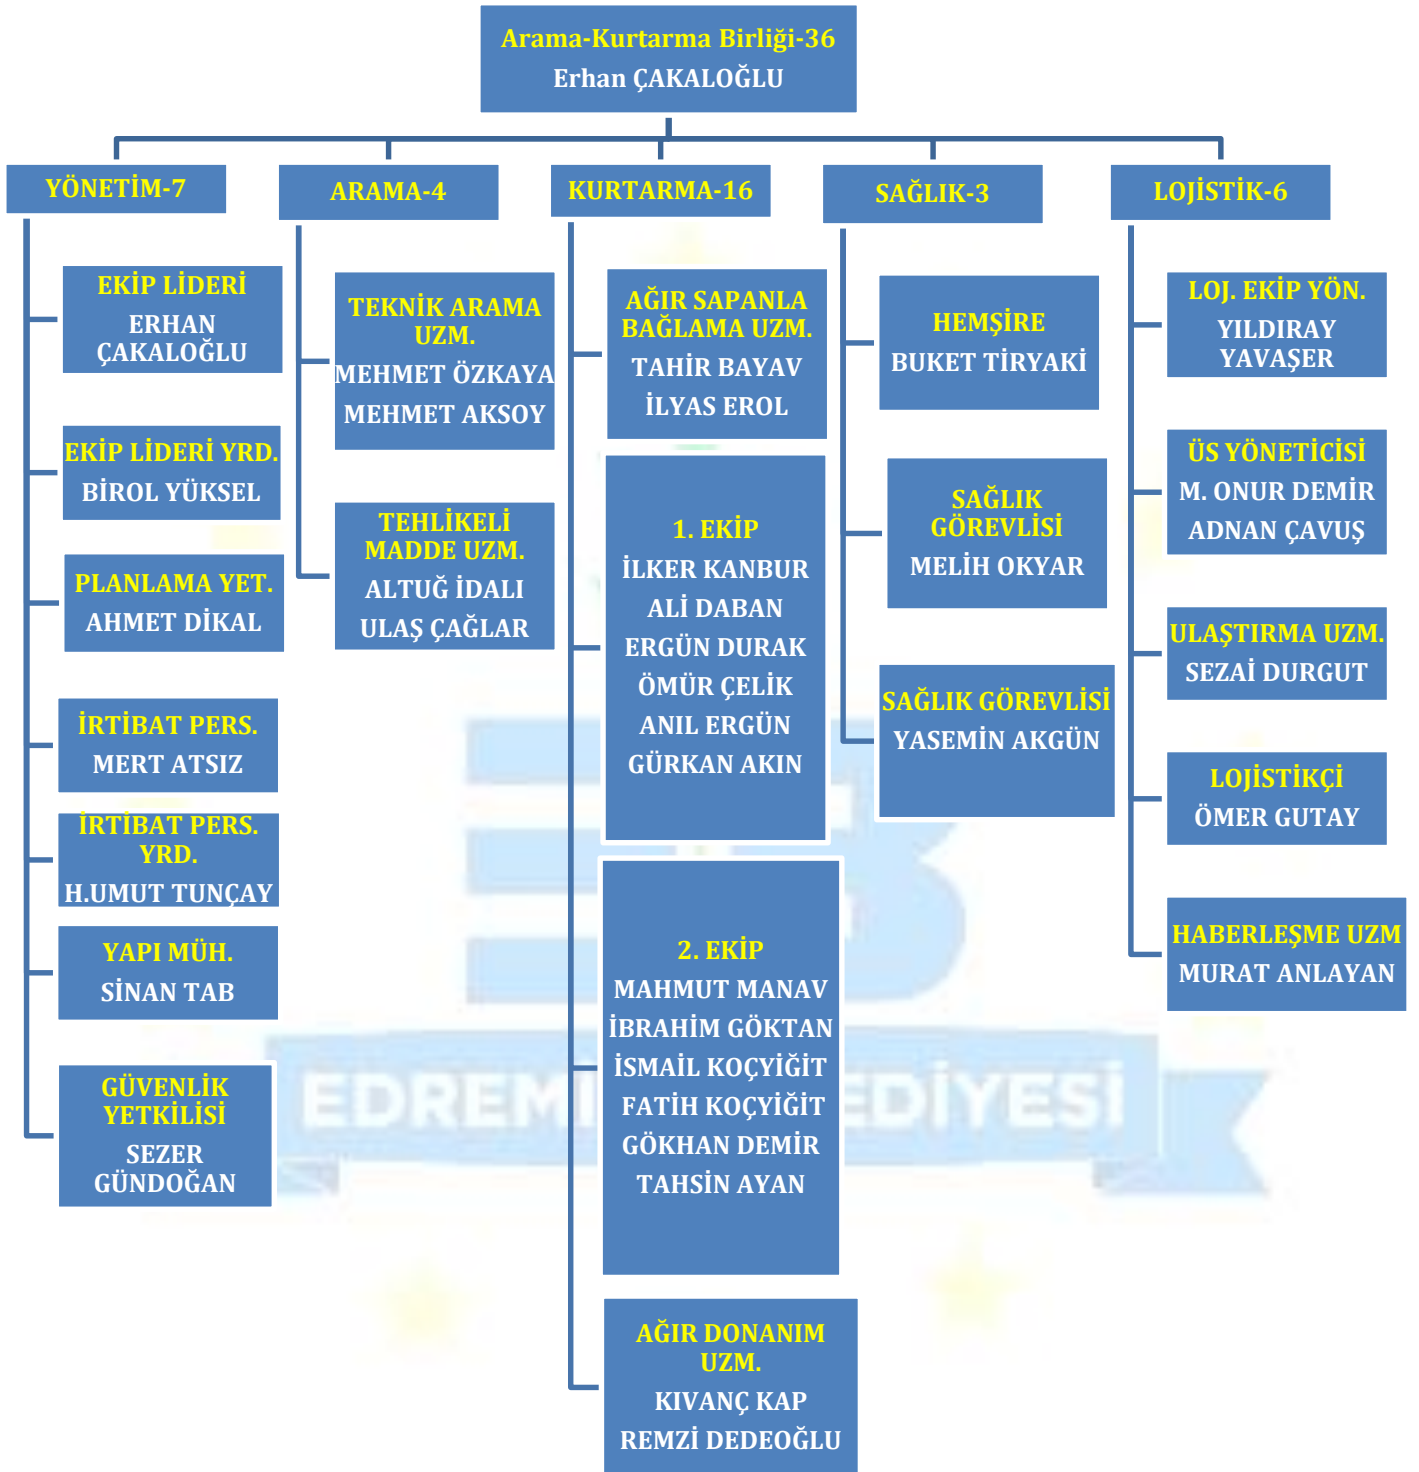 Arama-Kurtarma Birliği-36
Erhan ÇAKALOĞLU
YÖNETİM-7
EKİP LİDERİ
ERHAN
ÇAKALOĞLU
EKİP LİDERİ YRD.
BİROL YÜKSEL
PLANLAMA YET.
AHMET DİKAL
İRTİBAT PERS.
MERT ATSIZ
İRTİBAT PERS.
YRD.
H.UMUT TUNÇAY
YAPI MÜH.
SİNAN TAB
GÜVENLİK
YETKİLİSİ
SEZER
GÜNDOĞAN
ARAMA-4
TEKNİK ARAMA
UZM.
MEHMET ÖZKAYA
MEHMET AKSOY
TEHLİKELİ
MADDE UZM.
ALTUĞ İDALI
ULAŞ ÇAĞLAR
KURTARMA-16
AĞIR SAPANLA
BAĞLAMA UZM.
TAHİR BAYAV
İLYAS EROL
1. EKİP
İLKER KANBUR
ALİ DABAN
ERGÜN DURAK
ÖMÜR ÇELİK
ANIL ERGÜN
GÜRKAN AKIN
2. EKİP
MAHMUT MANAV
İBRAHİM GÖKTAN
İSMAİL KOÇYİĞİT
FATİH KOÇYİĞİT
GÖKHAN DEMİR
TAHSİN AYAN
AĞIR DONANIM
UZM.
KIVANÇ KAP
REMZİ DEDEOĞLU
SAĞLIK-3
HEMŞİRE
BUKET TİRYAKİ
SAĞLIK
GÖREVLİSİ
MELİH OKYAR
SAĞLIK GÖREVLİSİ
YASEMİN AKGÜN
LOJİSTİK-6
LOJ. EKİP YÖN.
YILDIRAY
YAVAŞER
ÜS YÖNETİCİSİ
M. ONUR DEMİR
ADNAN ÇAVUŞ
ULAŞTIRMA UZM.
SEZAİ DURGUT
LOJİSTİKÇİ
ÖMER GUTAY
HABERLEŞME UZM
MURAT ANLAYAN